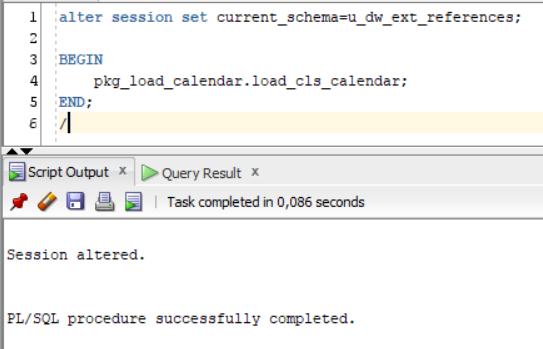 1 alter session set current_schema=u_dw_ext_references;
2
3 BEGIN
4 pkg_load_calendar.load_cls_calendar;
5 END;
6 /
Script Output x Query Result x
Task completed in 0,086 seconds
Session altered.
PL/SQL procedure successfully completed.